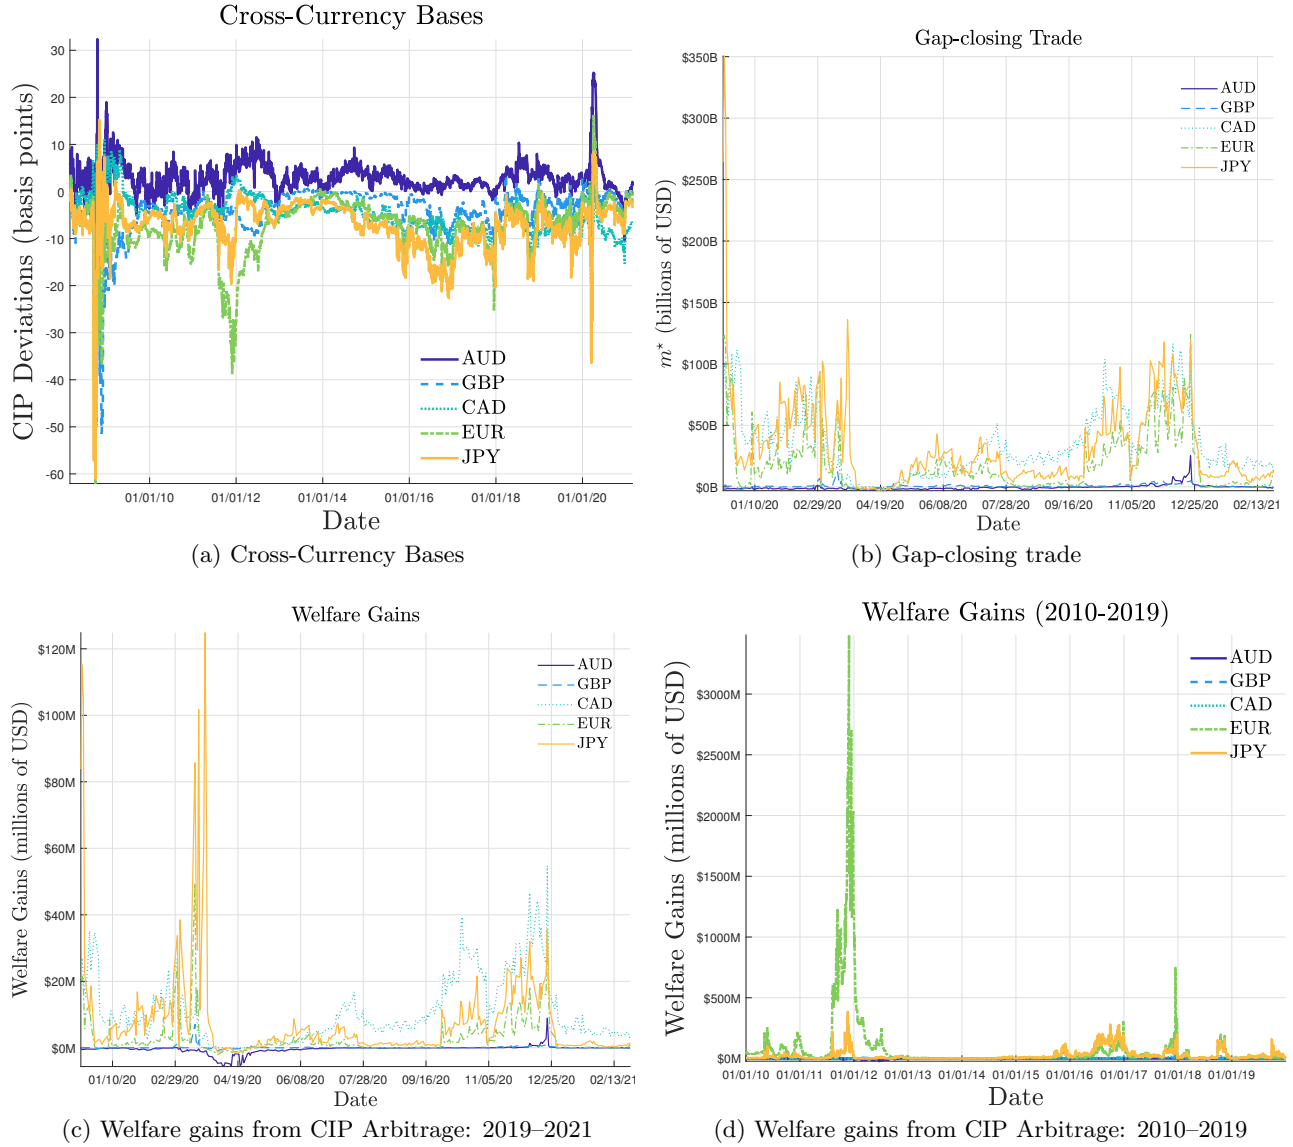 Cross-Currency Bases
CIP Deviations (basis points)
30
20
10
0
-10
-20
-30
-40
-50
-60
AUD
GBP
CAD
EUR
JPY
01/01/10
01/01/12
01/01/14
01/01/16
01/01/18
01/01/20
Date
(a) Cross-Currency Bases
Gap-closing Trade
m* (billions of USD)
$350B
$300B
$250B
$200B
$150B
$100B
$50B
$0B
AUD
GBP
CAD
EUR
JPY
01/10/20
02/29/20
04/19/20
06/08/20
07/28/20
09/16/20
11/05/20
12/25/20
02/13/21
Date
(b) Gap-closing trade
Welfare Gains
Welfare Gains (millions of USD)
$120M
$100M
$80M
$60M
$40M
$20M
$0M
AUD
GBP
CAD
EUR
JPY
01/10/20
02/29/20
04/19/20
06/08/20
07/28/20
09/16/20
11/05/20
12/25/20
02/13/21
Date
(c) Welfare gains from CIP Arbitrage: 2019–2021
Welfare Gains (2010-2019)
Welfare Gains (millions of USD)
$3000M
$2500M
$2000M
$1500M
$1000M
$500M
$0M
AUD
GBP
CAD
EUR
JPY
01/01/10
01/01/11
01/01/12
01/01/13
01/01/14
01/01/15
01/01/16
01/01/17
01/01/18
01/01/19
Date
(d) Welfare gains from CIP Arbitrage: 2010–2019